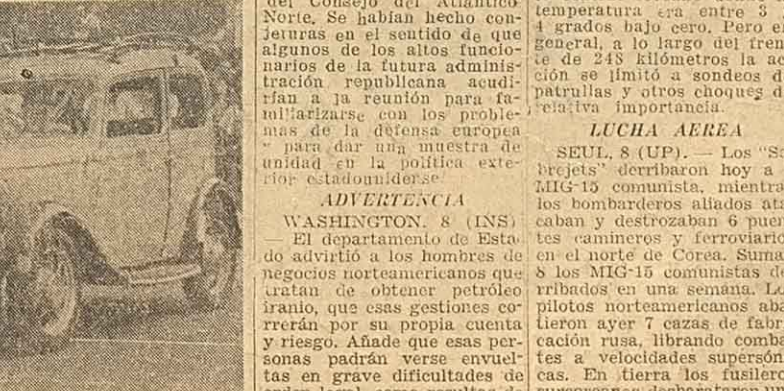 del Consejo del Atlántico
Norte. Se habían hecho con-
jeturas en el sentido de que
algunos de los altos funcio-
narios de la futura adminis-
tración republicana acudi-
rían a la reunión para fa-
miliarizarse con los proble-
mas de la defensa europea
para dar una muestra de
unidad en la política exte-
rior estadounidense
ADVERTENCIA
WASHINGTON. 8 (INS)
— El departamento de Esta-
do advirtió a los hombres de
negocios norteamericanos que
tratan de obtener petróleo
iranio, que esas gestiones co-
rrerán por su propia cuenta
y riesgo. Añade que esas per-
sonas padrán verse envuel-
tas en grave dificultades de
temperatura era entre 3
4 grados bajo cero. Pero e
general, a lo largo del fren
te de 248 kilómetros la ac
ción se limitó a sondeos d
patrullas y otros choques d
relativa importancia.
LUCHA AEREA
SEUL, 8 (UP). — Los "S
brejets" derribaron hoy a
MIG-15 comunista, mientra
los bombarderos aliados ata
caban y destrozaban 6 puen
tes camineros y ferroviario
en el norte de Corea. Suma
8 los MIG-15 comunistas de
rribados en una semana. Lo
pilotos norteamericanos aba
tieron ayer 7 cazas de fabri
cación rusa, librando comba
tes a velocidades supersón
cas. En tierra los fusilero